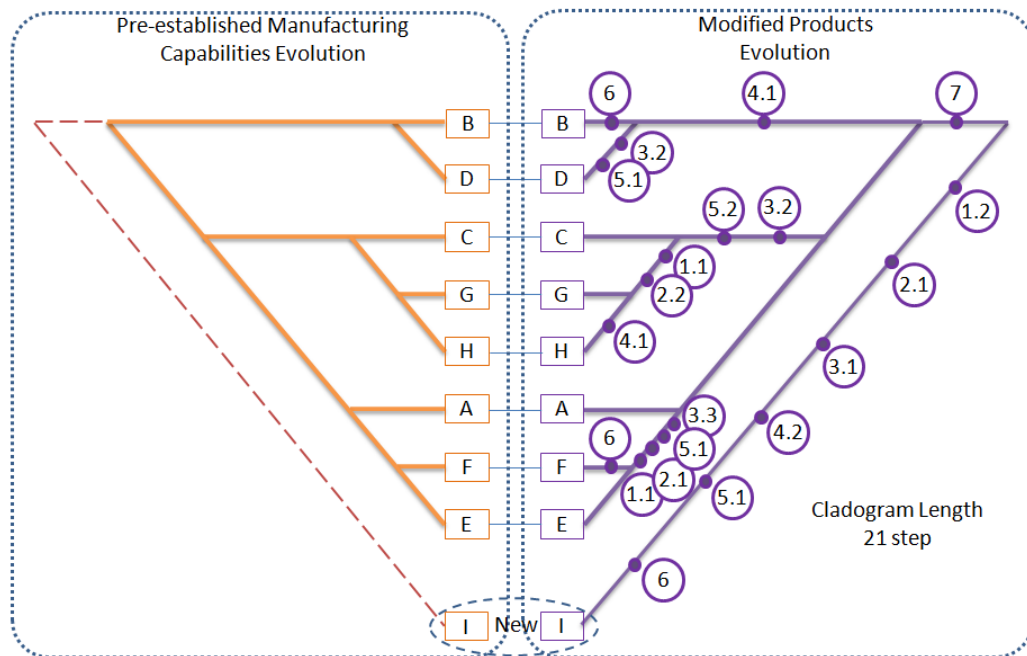 Pre-established Manufacturing
Capabilities Evolution
Modified Products
Evolution
6
4.1
7
B
B
3.2
D
D
5.1
1.2
5.2
3.2
C
C
1.1
2.1
G
G
2.2
4.1
H
H
3.1
A
A
3.3
4.2
6
5.1
F
F
1.1
2.1
5.1
E
E
Cladogram Length
21 step
6
I
New
I